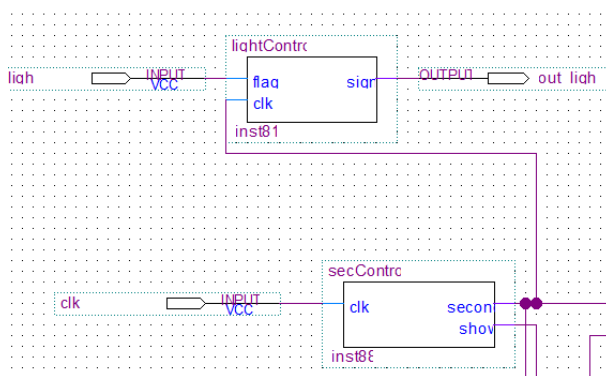 lightContro
ligh INPUT VCC flag sign OUTPUT out_ligh
clk
inst81
secContro
clk INPUT VCC clk secon
show
inst88